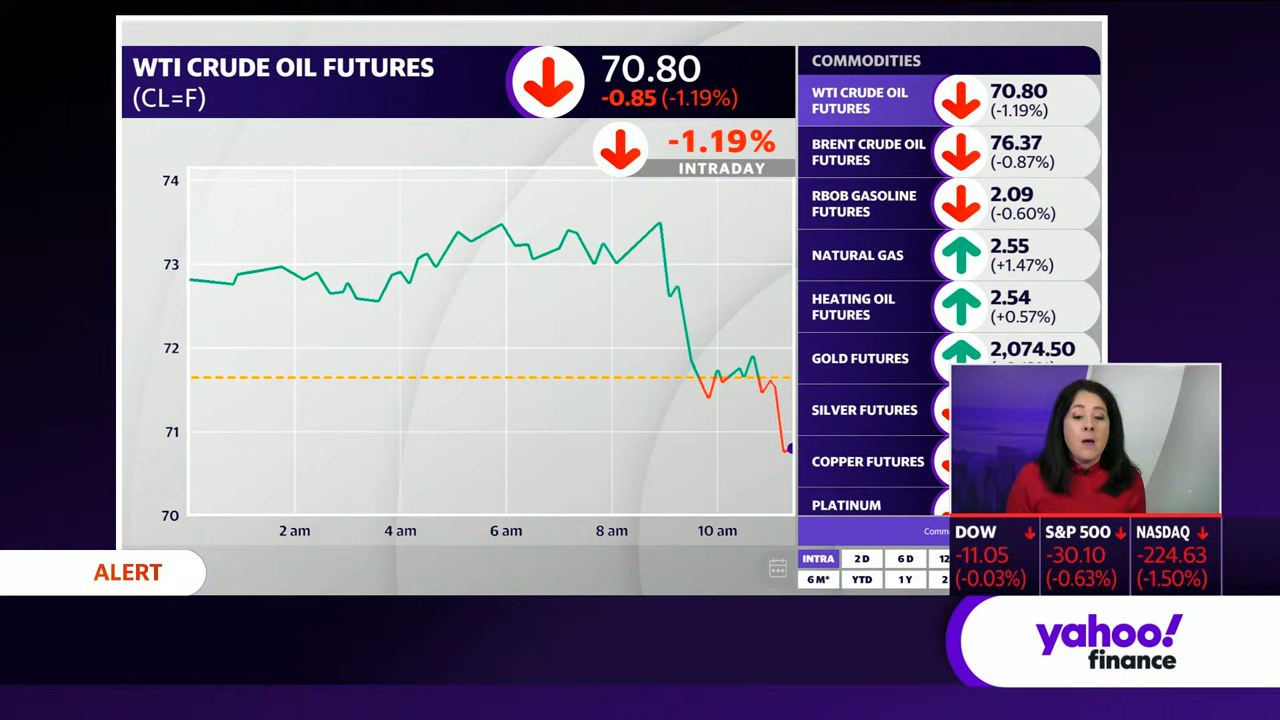 WTI CRUDE OIL FUTURES
(CL=F)
70.80
-0.85 (-1.19%)
-1.19%
INTRADAY
74
73
72
71
70
2 am
4 am
6 am
8 am
10 am
COMMODITIES
WTI CRUDE OIL
FUTURES
70.80
(-1.19%)
BRENT CRUDE OIL
FUTURES
76.37
(-0.87%)
RBOB GASOLINE
FUTURES
2.09
(-0.60%)
NATURAL GAS
2.55
(+1.47%)
HEATING OIL
FUTURES
2.54
(+0.57%)
GOLD FUTURES
2,074.50
SILVER FUTURES
COPPER FUTURES
PLATINUM
Comm
INTRA
2 D
6 D
12
6 M*
YTD
1 Y
2
ALERT
DOW
-11.05
(-0.03%)
S&P 500
-30.10
(-0.63%)
NASDAQ
-224.63
(-1.50%)
yahoo!
finance